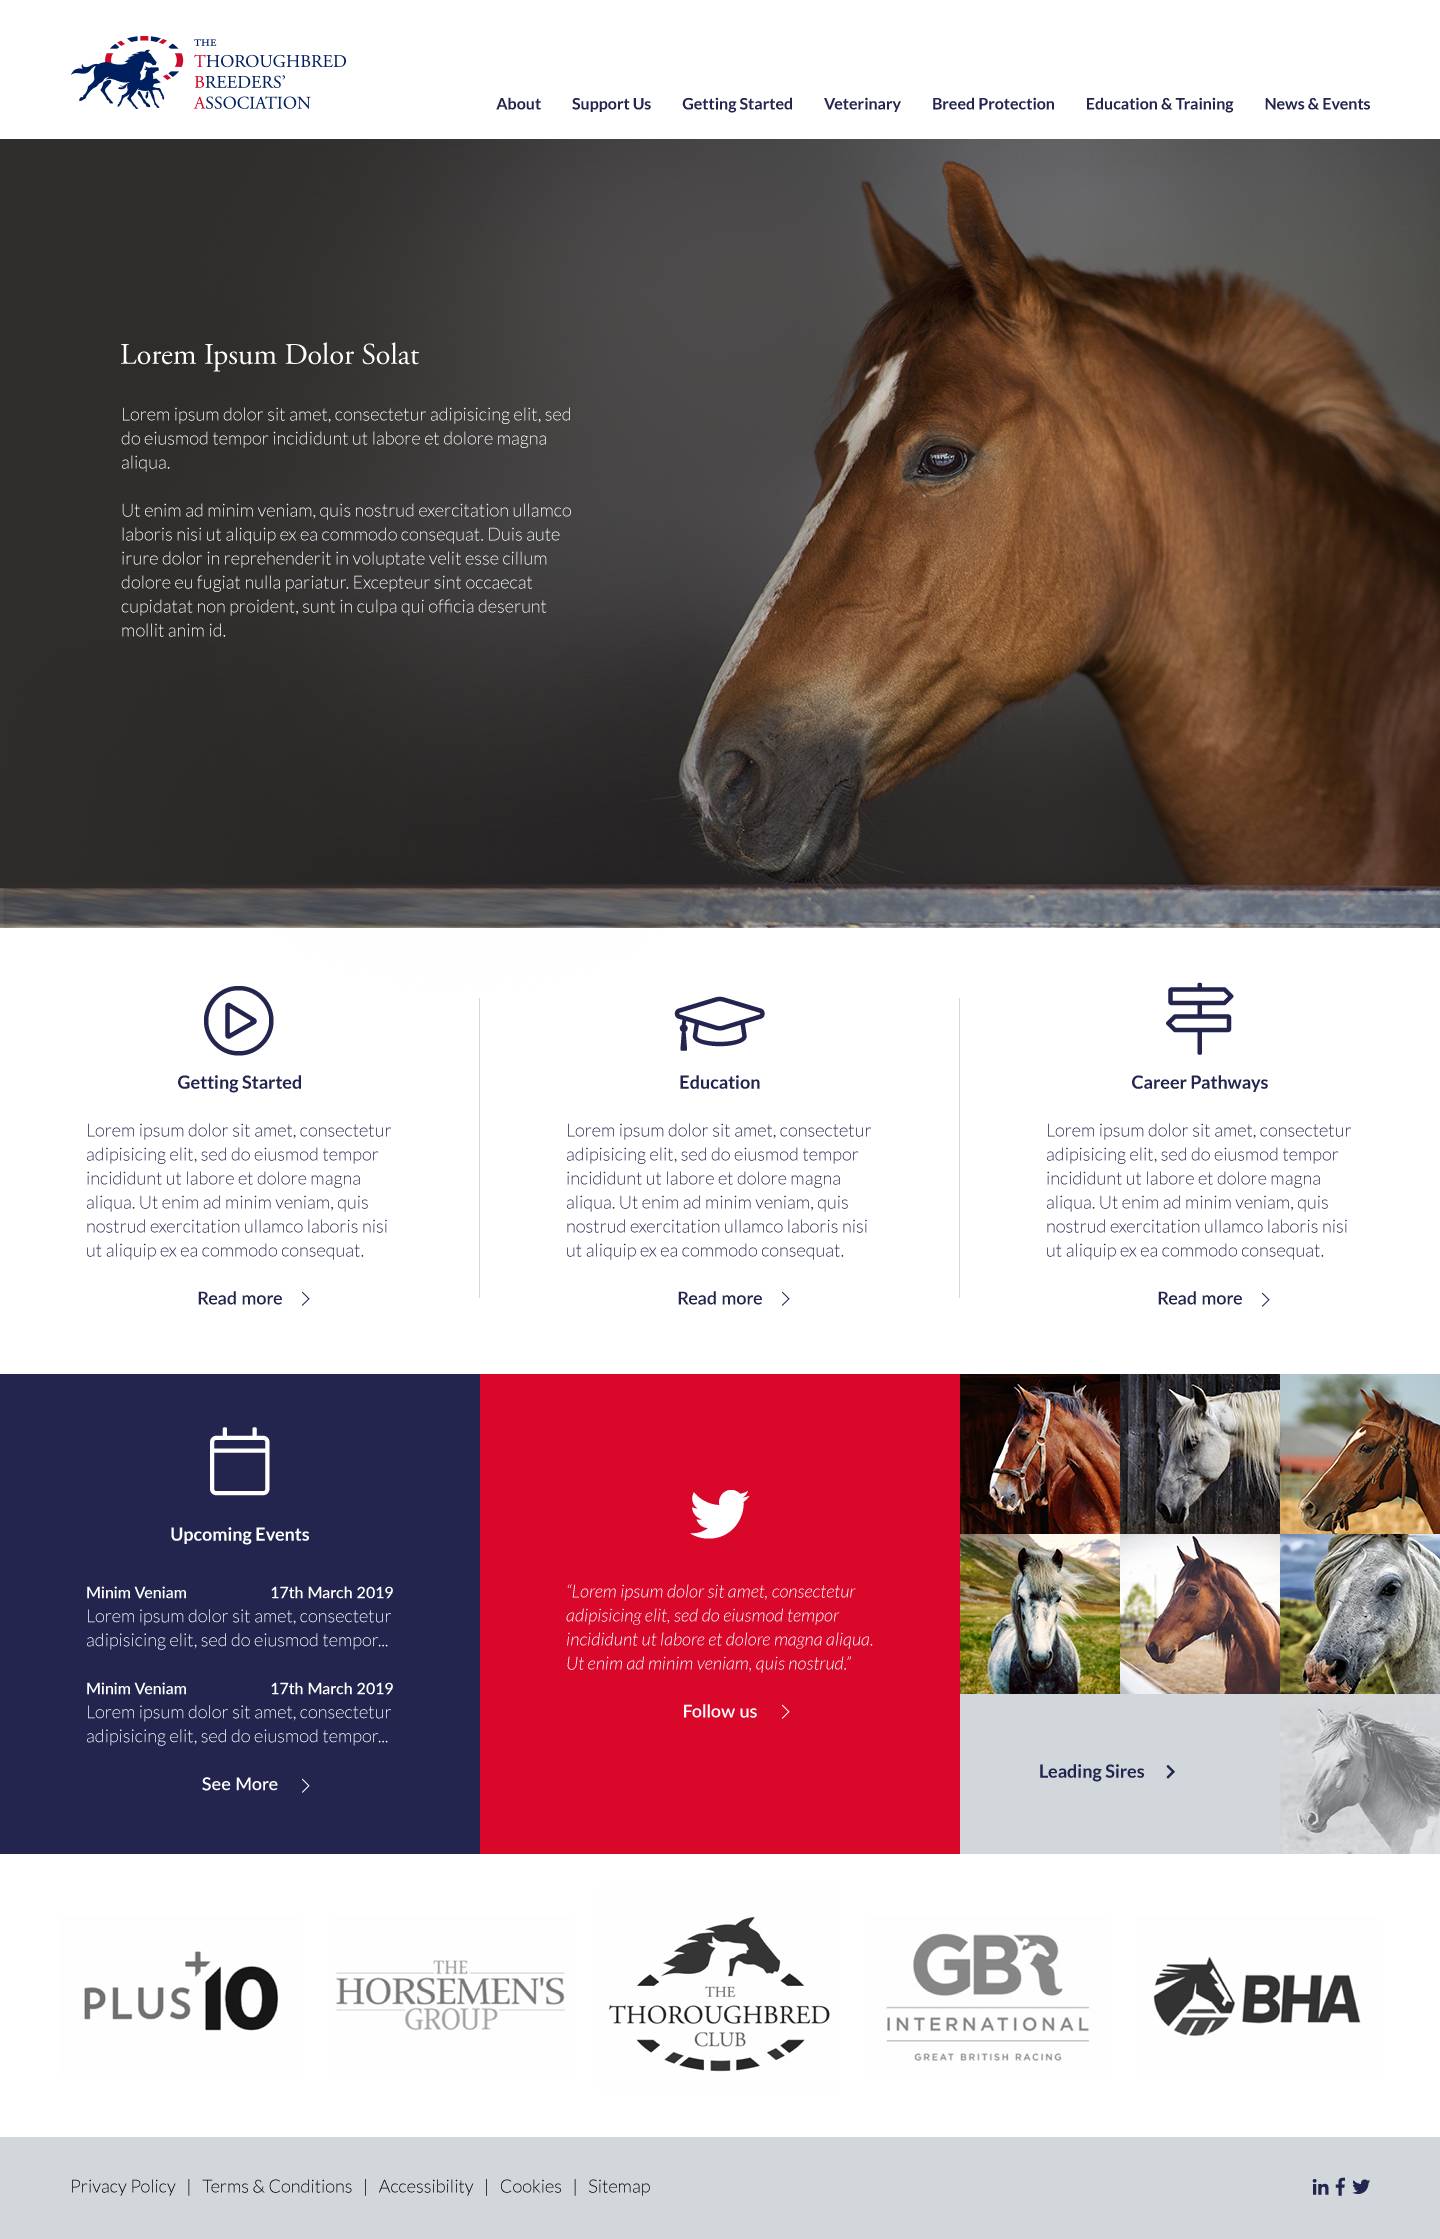 THE
THOROUGHBRED
BREEDERS'
ASSOCIATION
About Support Us Getting Started Veterinary Breed Protection Education & Training News & Events
Lorem Ipsum Dolor Solat
Lorem ipsum dolor sit amet, consectetur adipisicing elit, sed
do eiusmod tempor incididunt ut labore et dolore magna
aliqua.
Ut enim ad minim veniam, quis nostrud exercitation ullamco
laboris nisi ut aliquip ex ea commodo consequat. Duis aute
irure dolor in reprehenderit in voluptate velit esse cillum
dolore eu fugiat nulla pariatur. Excepteur sint occaecat
cupidatat non proident, sunt in culpa qui officia deserunt
mollit anim id.
Getting Started
Lorem ipsum dolor sit amet, consectetur
adipisicing elit, sed do eiusmod tempor
incididunt ut labore et dolore magna
aliqua. Ut enim ad minim veniam, quis
nostrud exercitation ullamco laboris nisi
ut aliquip ex ea commodo consequat.
Read more
Education
Lorem ipsum dolor sit amet, consectetur
adipisicing elit, sed do eiusmod tempor
incididunt ut labore et dolore magna
aliqua. Ut enim ad minim veniam, quis
nostrud exercitation ullamco laboris nisi
ut aliquip ex ea commodo consequat.
Read more
Career Pathways
Lorem ipsum dolor sit amet, consectetur
adipisicing elit, sed do eiusmod tempor
incididunt ut labore et dolore magna
aliqua. Ut enim ad minim veniam, quis
nostrud exercitation ullamco laboris nisi
ut aliquip ex ea commodo consequat.
Read more
Upcoming Events
Minim Veniam 17th March 2019
Lorem ipsum dolor sit amet, consectetur
adipisicing elit, sed do eiusmod tempor...
Minim Veniam 17th March 2019
Lorem ipsum dolor sit amet, consectetur
adipisicing elit, sed do eiusmod tempor...
See More
“Lorem ipsum dolor sit amet, consectetur
adipisicing elit, sed do eiusmod tempor
incididunt ut labore et dolore magna aliqua.
Ut enim ad minim veniam, quis nostrud.”
Follow us
Leading Sires
PLUS+10
THE
HORSEMEN'S
GROUP
THE
THOROUGHBRED
CLUB
GBR
INTERNATIONAL
GREAT BRITISH RACING
BHA
Privacy Policy | Terms & Conditions | Accessibility | Cookies | Sitemap